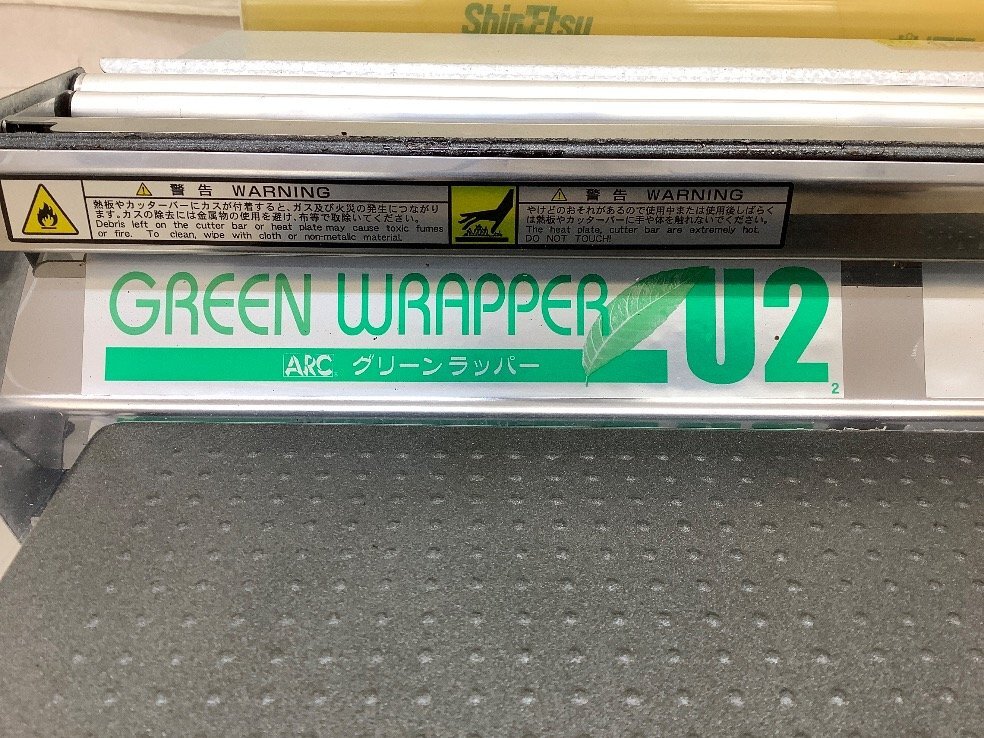 Shin-Etsu
警告 WARNING
熱板やカッターバーにカスが付着すると、ガス及び火災の発生につながり
ます。カスの除去には金属物の使用を避け、布等で取除いてください。
Debris left on the cutter bar or heat plate may cause toxic fumes
or fire. To clean, wipe with cloth or non-metalic material.
警告 WARNING
やけどのおそれがあるので使用中または使用後しばらく
は熱板やカッターバーに手や体を触れないでください。
The heat plate, cutter bar are extremely hot.
DO NOT TOUCH!
GREEN WRAPPER U2
ARC グリーンラッパー
2